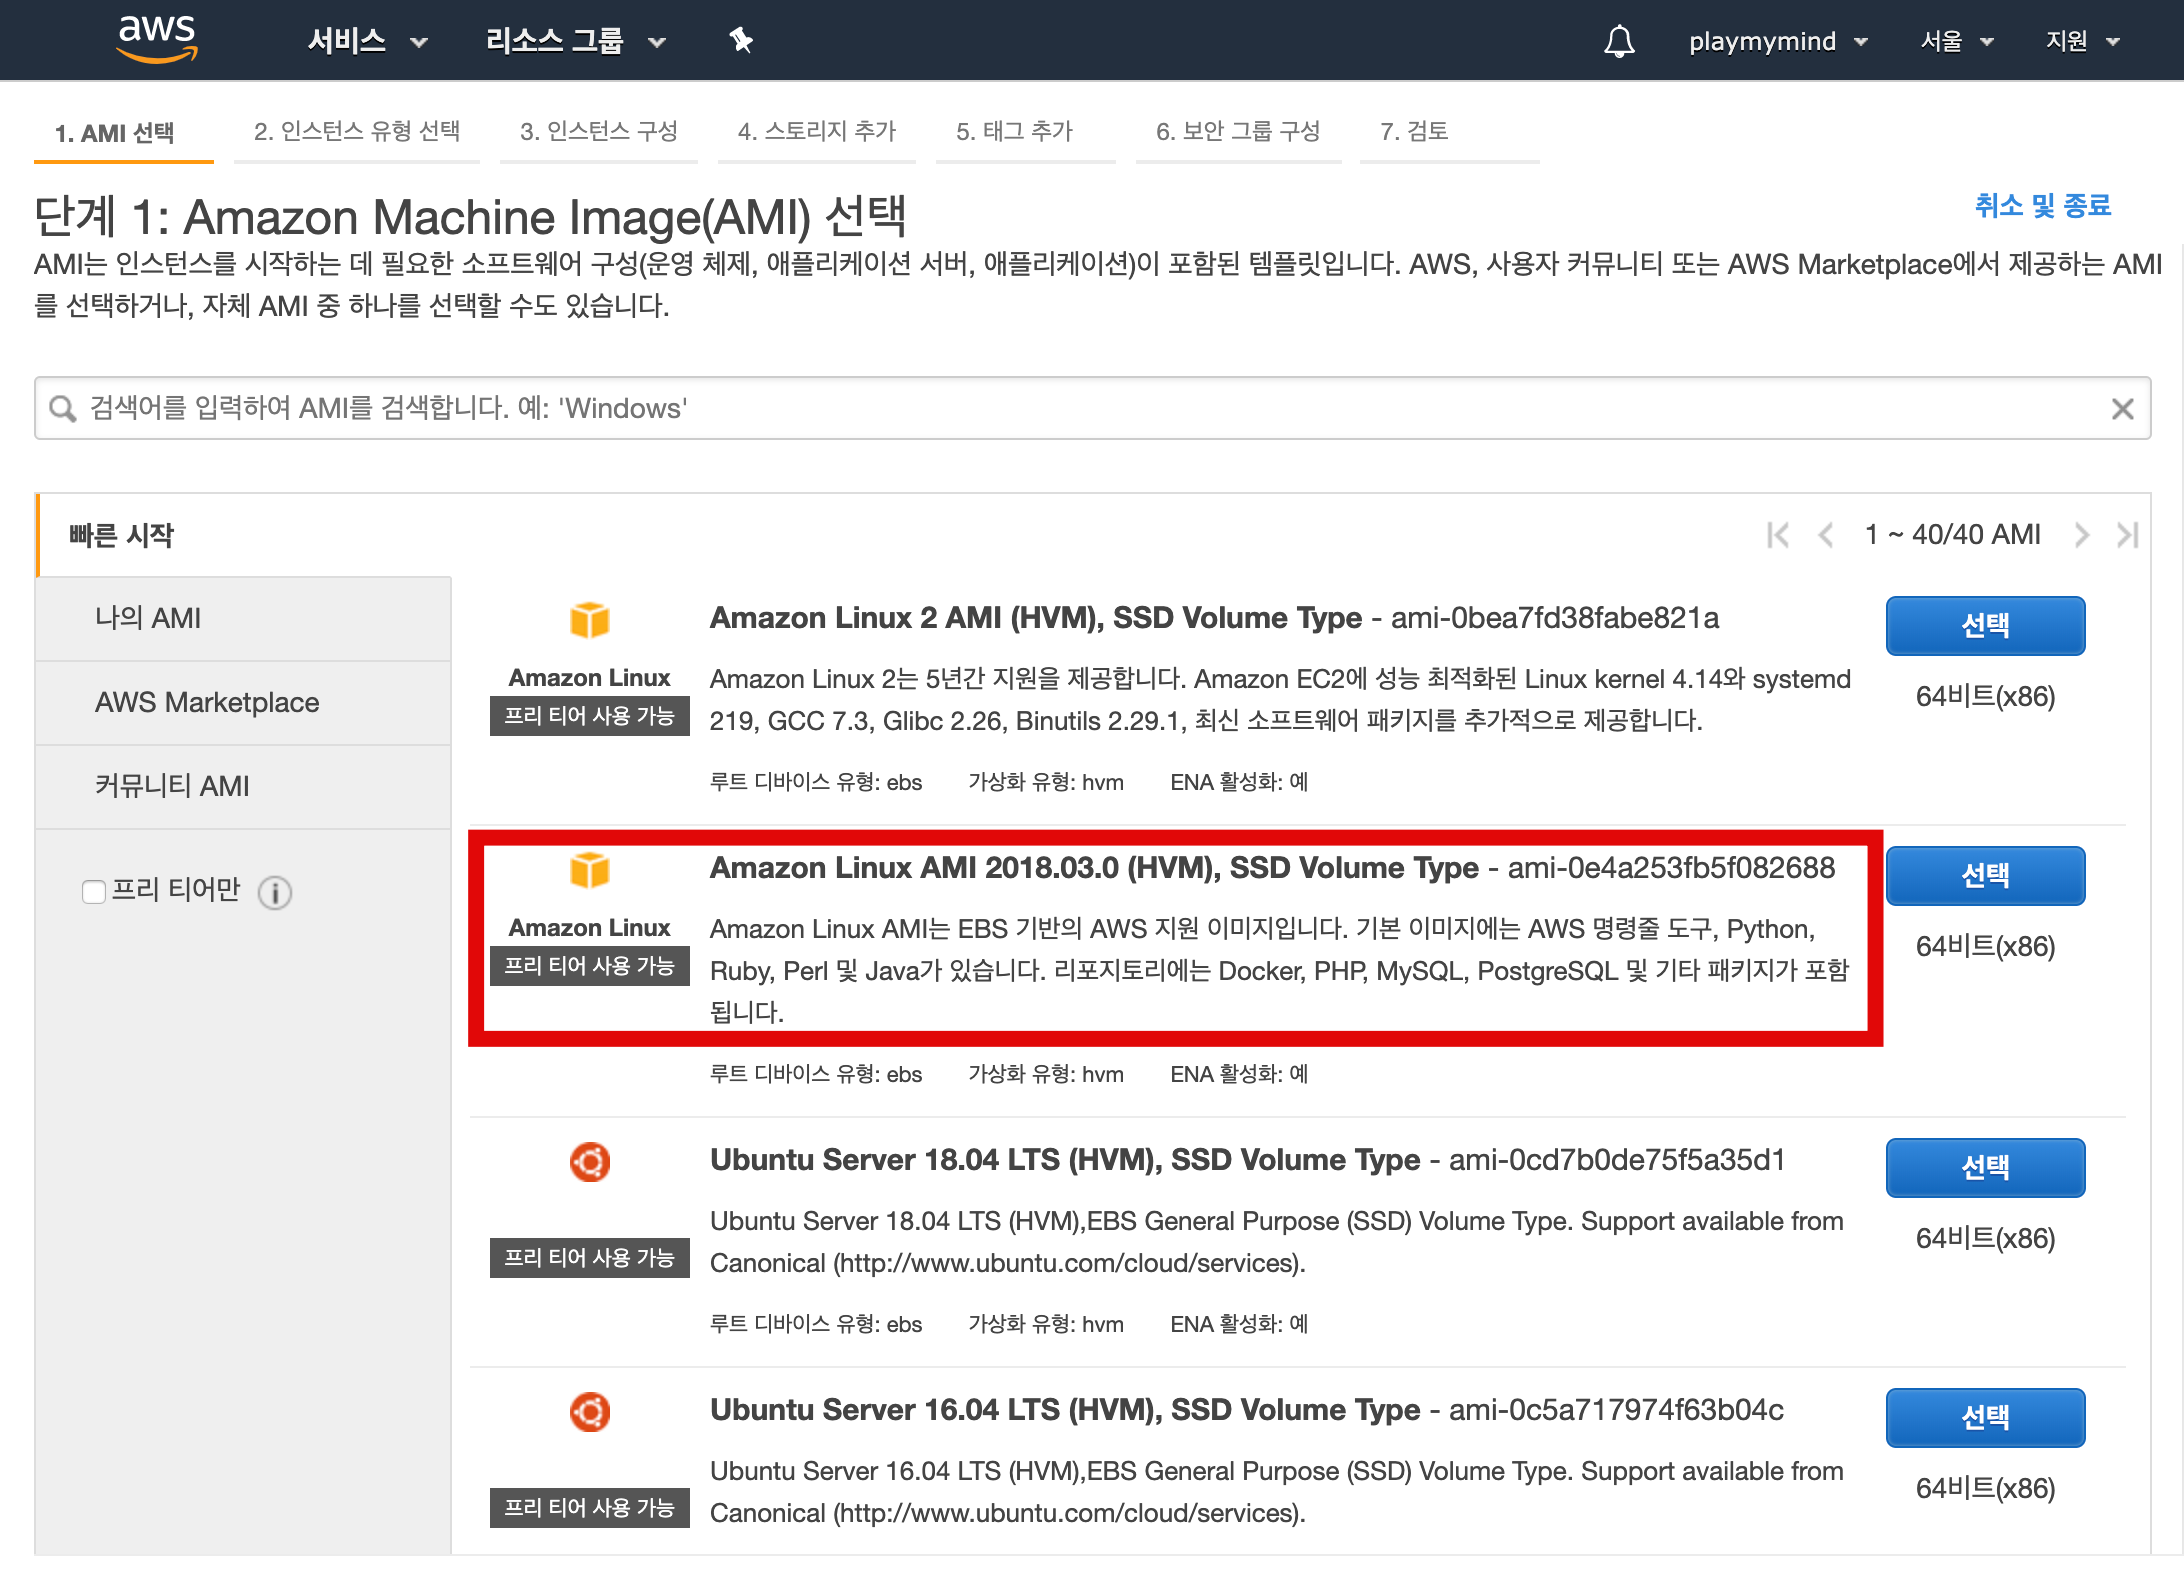 aws 서비스 리소스 그룹 playmymind 서울 지원
1. AMI 선택 2. 인스턴스 유형 선택 3. 인스턴스 구성 4. 스토리지 추가 5. 태그 추가 6. 보안 그룹 구성 7. 검토
단계 1: Amazon Machine Image(AMI) 선택
취소 및 종료
AMI는 인스턴스를 시작하는 데 필요한 소프트웨어 구성(운영 체제, 애플리케이션 서버, 애플리케이션)이 포함된 템플릿입니다. AWS, 사용자 커뮤니티 또는 AWS Marketplace에서 제공하는 AMI
를 선택하거나, 자체 AMI 중 하나를 선택할 수도 있습니다.
검색어를 입력하여 AMI를 검색합니다. 예: 'Windows'
빠른 시작
나의 AMI
AWS Marketplace
커뮤니티 AMI
프리 티어만
1 ~ 40/40 AMI
Amazon Linux
프리 티어 사용 가능
Amazon Linux 2 AMI (HVM), SSD Volume Type - ami-0bea7fd38fabe821a
Amazon Linux 2는 5년간 지원을 제공합니다. Amazon EC2에 성능 최적화된 Linux kernel 4.14와 systemd
219, GCC 7.3, Glibc 2.26, Binutils 2.29.1, 최신 소프트웨어 패키지를 추가적으로 제공합니다.
루트 디바이스 유형: ebs 가상화 유형: hvm ENA 활성화: 예
선택
64비트(x86)
Amazon Linux
프리 티어 사용 가능
Amazon Linux AMI 2018.03.0 (HVM), SSD Volume Type - ami-0e4a253fb5f082688
Amazon Linux AMI는 EBS 기반의 AWS 지원 이미지입니다. 기본 이미지에는 AWS 명령줄 도구, Python,
Ruby, Perl 및 Java가 있습니다. 리포지토리에는 Docker, PHP, MySQL, PostgreSQL 및 기타 패키지가 포함
됩니다.
루트 디바이스 유형: ebs 가상화 유형: hvm ENA 활성화: 예
선택
64비트(x86)
프리 티어 사용 가능
Ubuntu Server 18.04 LTS (HVM), SSD Volume Type - ami-0cd7b0de75f5a35d1
Ubuntu Server 18.04 LTS (HVM),EBS General Purpose (SSD) Volume Type. Support available from
Canonical (http://www.ubuntu.com/cloud/services).
루트 디바이스 유형: ebs 가상화 유형: hvm ENA 활성화: 예
선택
64비트(x86)
프리 티어 사용 가능
Ubuntu Server 16.04 LTS (HVM), SSD Volume Type - ami-0c5a717974f63b04c
Ubuntu Server 16.04 LTS (HVM),EBS General Purpose (SSD) Volume Type. Support available from
Canonical (http://www.ubuntu.com/cloud/services).
선택
64비트(x86)